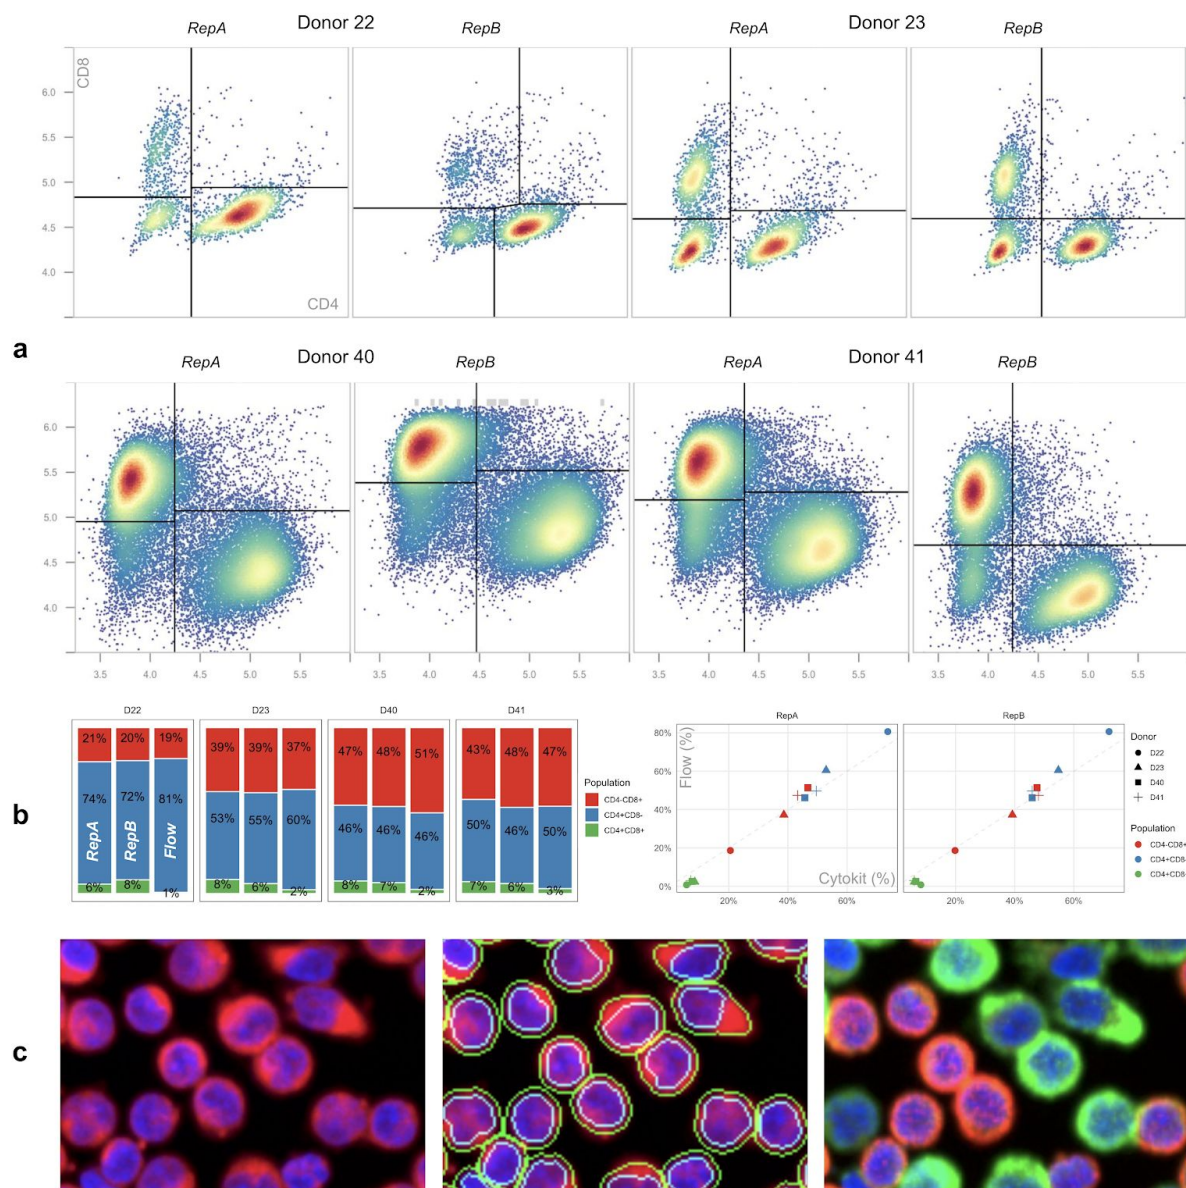 Donor 22 Donor 23
RepA RepB RepA RepB
CD8
6.0
5.5
5.0
4.5
4.0
CD4
a
Donor 40 Donor 41
RepA RepB RepA RepB
6.0
5.5
5.0
4.5
4.0
3.5 4.0 4.5 5.0 5.5 3.5 4.0 4.5 5.0 5.5 3.5 4.0 4.5 5.0 5.5 3.5 4.0 4.5 5.0 5.5
b
D22 D23 D40 D41
21% 20% 19% 39% 39% 37% 47% 48% 51% 43% 48% 47%
74% 72% 81% 53% 55% 60% 46% 46% 46% 50% 46% 50%
RepA RepB Flow
6% 8% 1% 8% 6% 2% 8% 7% 2% 7% 6% 3%
Population
CD4-CD8+
CD4+CD8-
CD4+CD8+
RepA RepB
Flow (%)
80%
60%
40%
20%
0%
Cytokit (%)
20% 40% 60% 20% 40% 60%
Donor
D22
D23
D40
D41
Population
CD4-CD8+
CD4+CD8-
CD4+CD8+
c